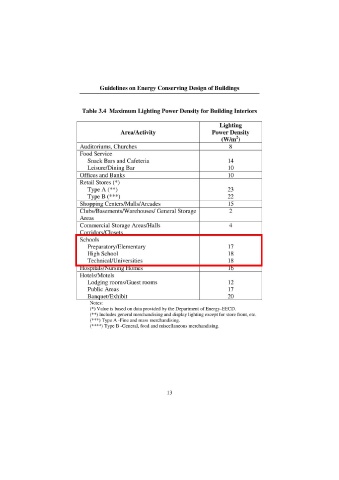 Guidelines on Energy Conserving Design of Buildings
Table 3.4 Maximum Lighting Power Density for Building Interiors
Area/Activity Lighting Power Density (W/m²)
Auditoriums, Churches 8
Food Service
Snack Bars and Cafeteria 14
Leisure/Dining Bar 10
Offices and Banks 10
Retail Stores (*)
Type A (**) 23
Type B (***) 22
Shopping Centers/Malls/Arcades 15
Clubs/Basements/Warehouses/ General Storage Areas 2
Commercial Storage Areas/Halls 4
Corridors/Closets
Schools
Preparatory/Elementary 17
High School 18
Technical/Universities 18
Hospitals/Nursing Homes 16
Hotels/Motels
Lodging rooms/Guest rooms 12
Public Areas 17
Banquet/Exhibit 20
Notes:
(*) Value is based on data provided by the Department of Energy-EECD.
(**) Includes general merchandising and display lighting except for store front, etc.
(***) Type A -Fine and mass merchandising.
(****) Type B -General, food and miscellaneous merchandising.
13